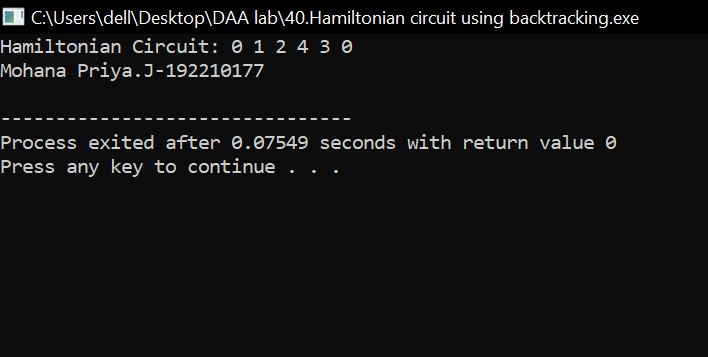 C:\Users\dell\Desktop\DAA lab\40.Hamiltonian circuit using backtracking.exe
Hamiltonian Circuit: 0 1 2 4 3 0
Mohana Priya.J-192210177
--------------------------------
Process exited after 0.07549 seconds with return value 0
Press any key to continue . . .